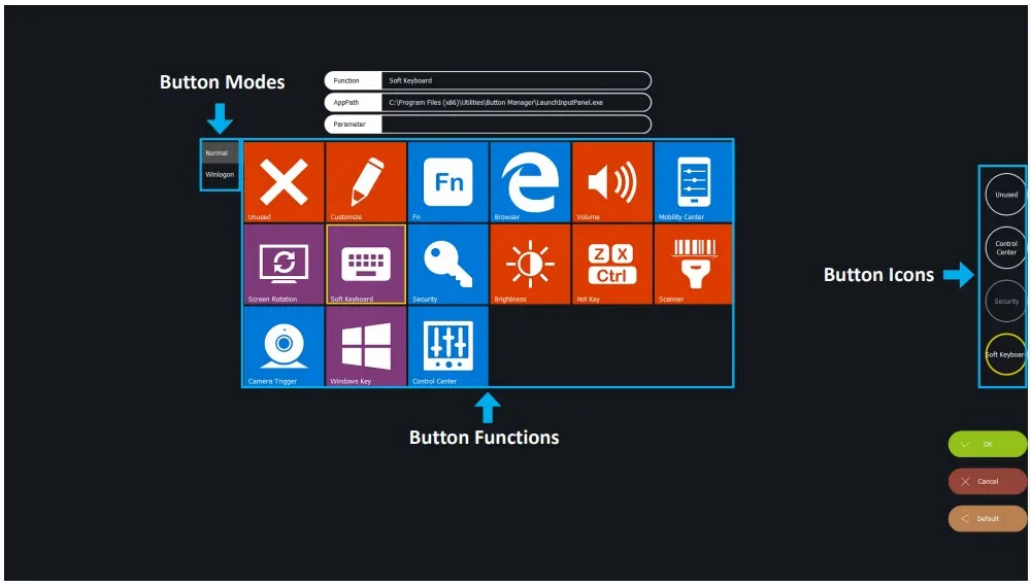 Button Modes
Function Soft Keyboard
AppPath C:\Program Files (x86)\Utilities\Button Manager\LaunchInputPanel.exe
Parameter
Normal
Winlogon
Unused
Customize
Fn
Fn
Browser
Volume
Mobility Center
Screen Rotation
Soft Keyboard
Security
Brightness
Z X
Ctrl
Hot Key
Scanner
Camera Trigger
Windows Key
Control Center
Button Functions
Button Icons
Unused
Control
Center
Security
Soft Keyboard
OK
Cancel
Default